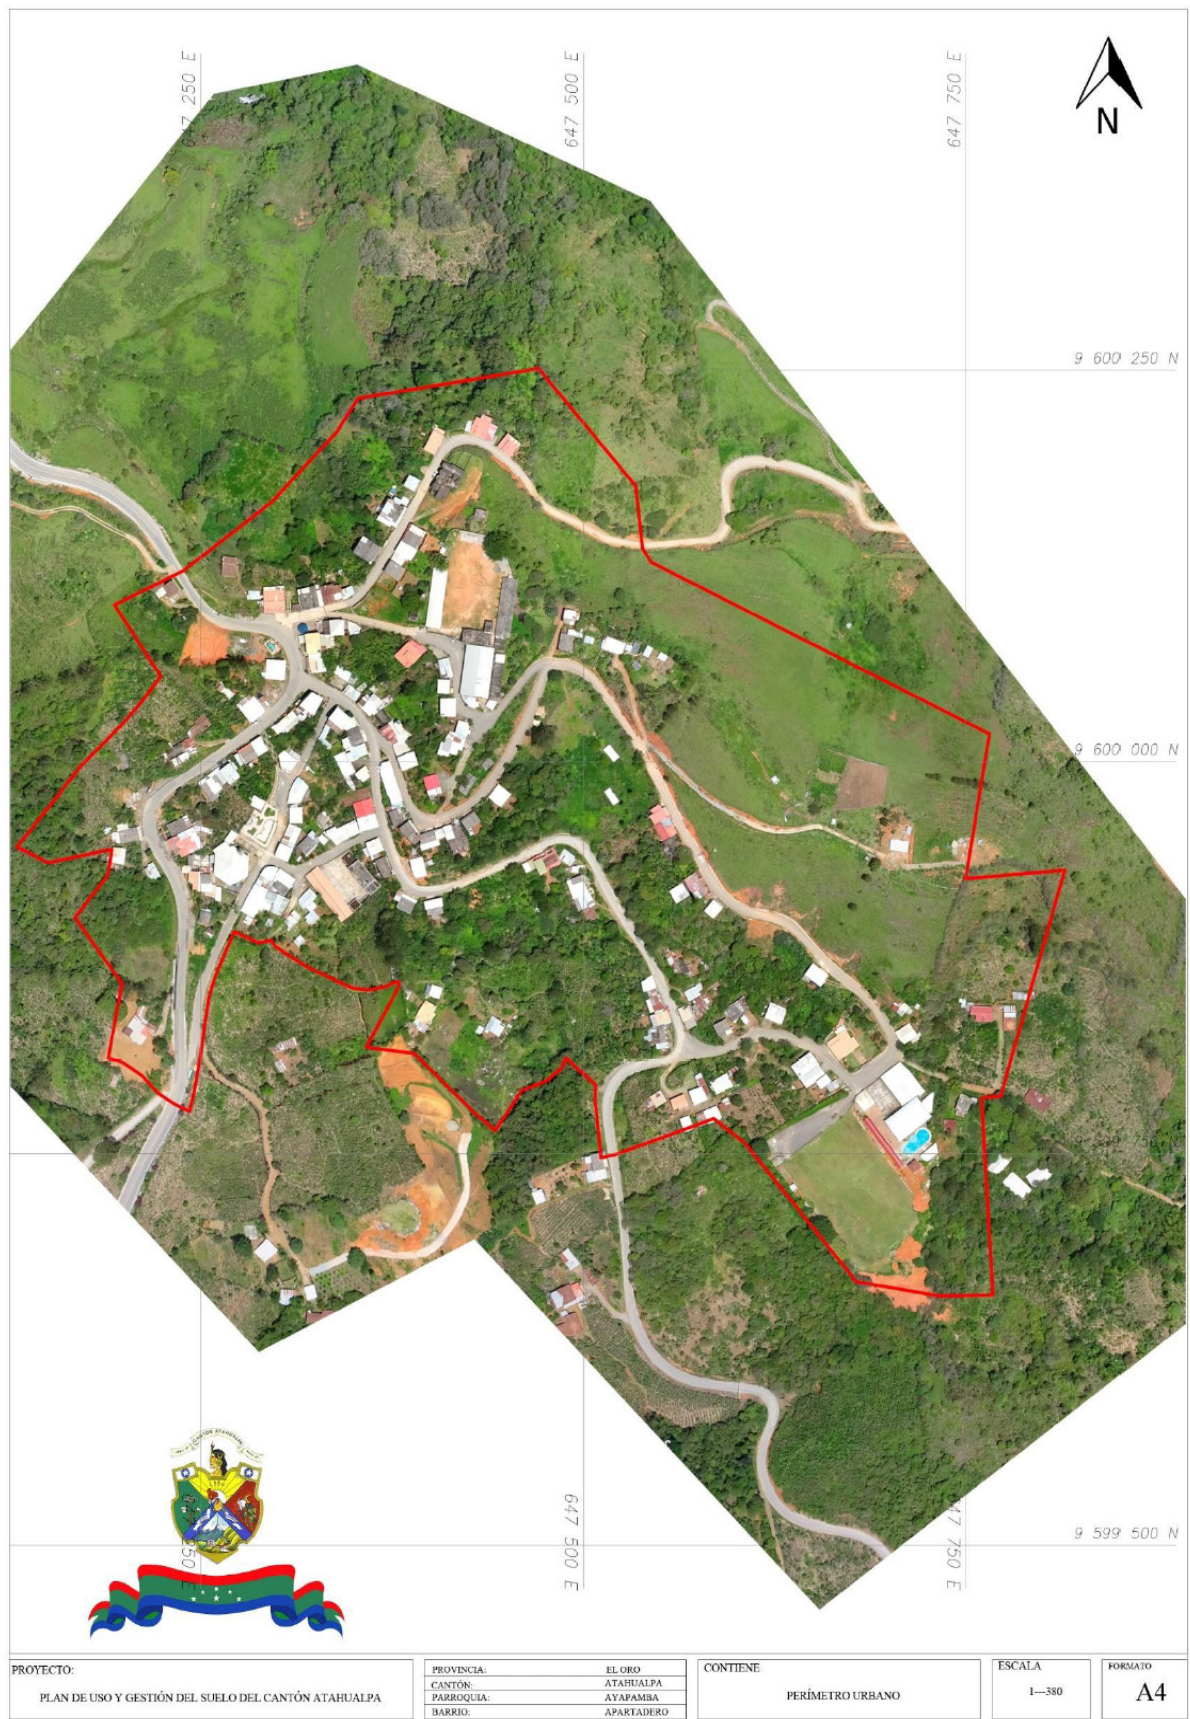 647 500 E
647 750 E
N
9 600 250 N
9 600 000 N
CANTÓN ATAHUALPA
647 500 E
9 599 500 N
PROYECTO:
PLAN DE USO Y GESTIÓN DEL SUELO DEL CANTÓN ATAHUALPA
PROVINCIA: EL ORO
CANTÓN: ATAHUALPA
PARROQUIA: AYAPAMBA
BARRIO: APARTADERO
CONTIENE
PERÍMETRO URBANO
ESCALA
1---380
FORMATO
A4